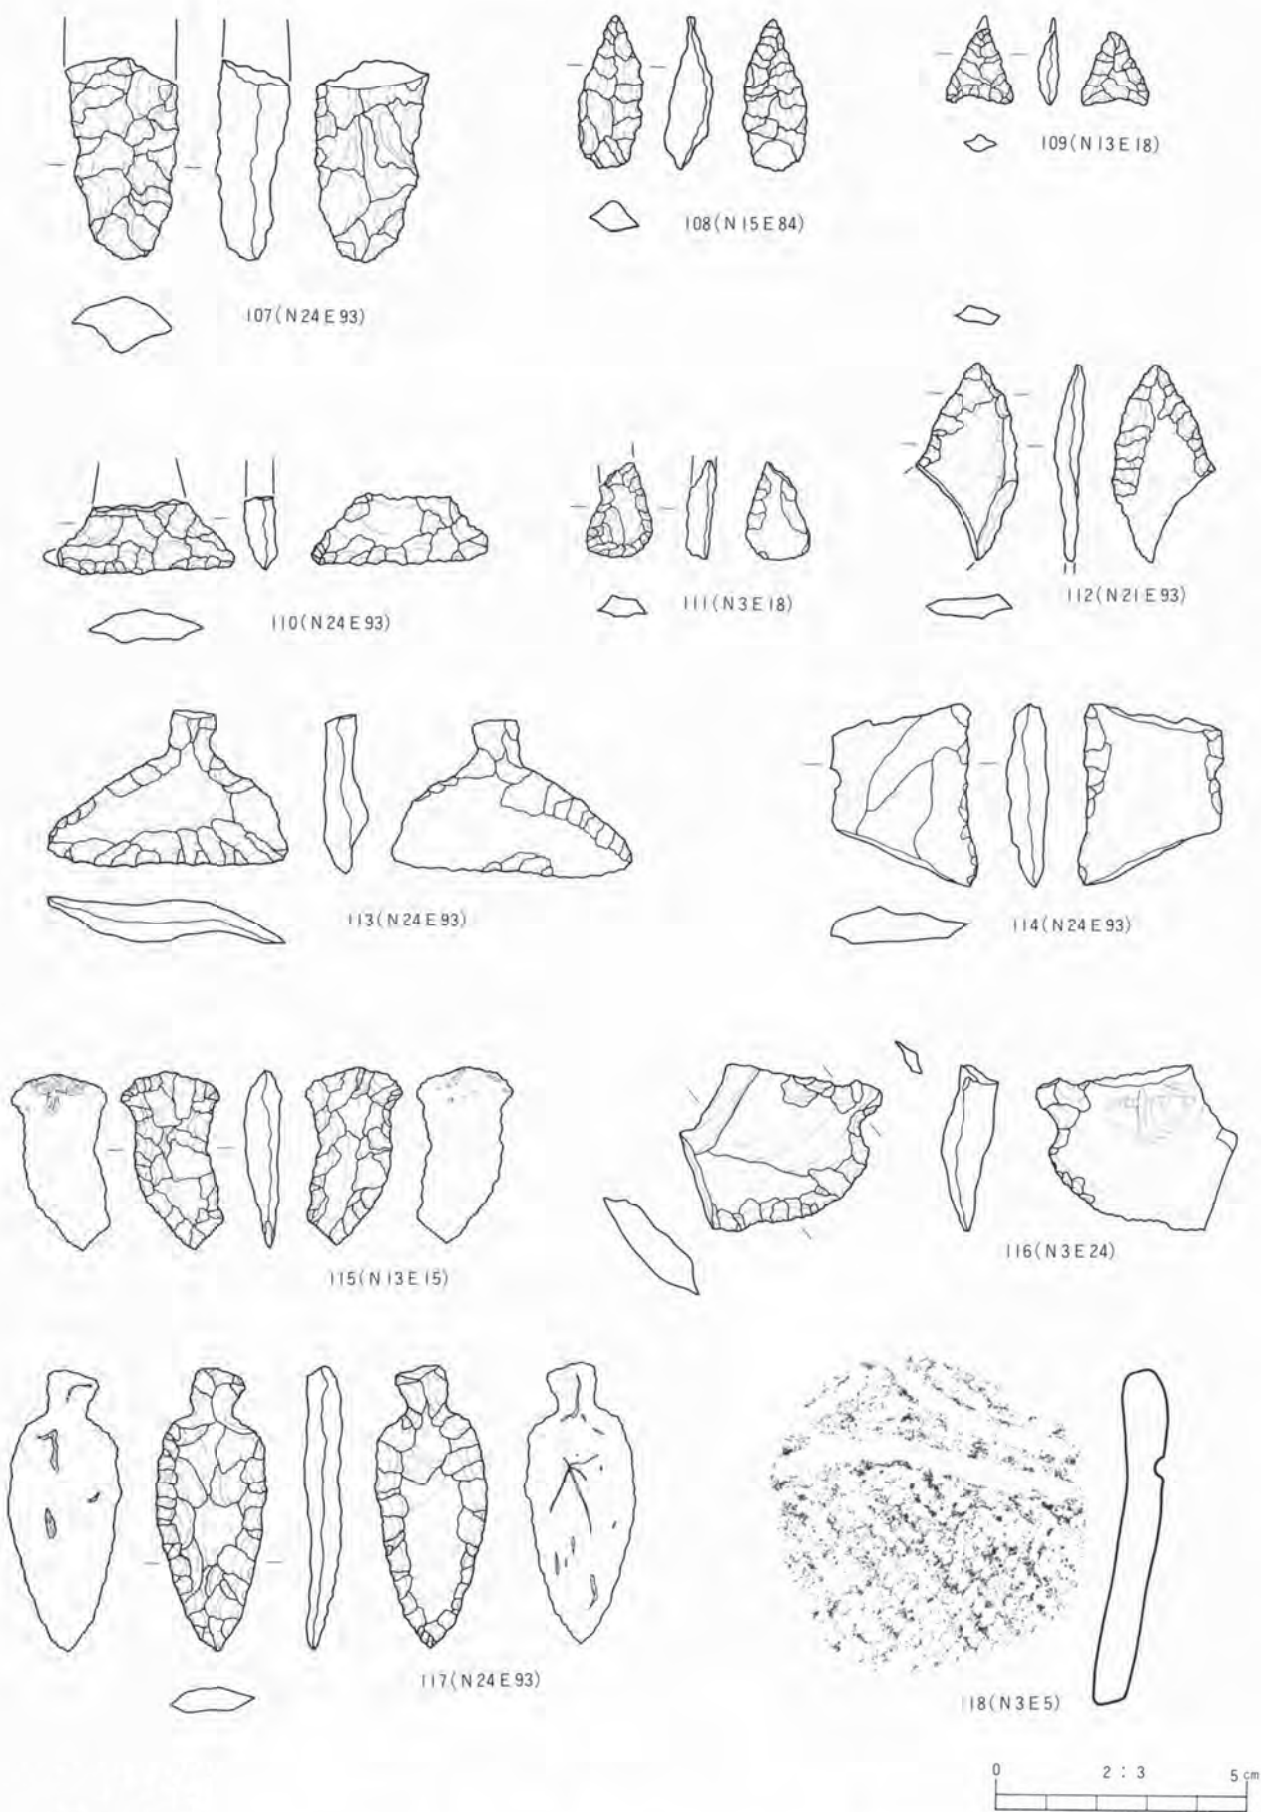 107(N24E93)
108(N15E84)
109(N13E18)
110(N24E93)
111(N3E18)
112(N21E93)
113(N24E93)
114(N24E93)
115(N13E15)
116(N3E24)
117(N24E93)
118(N3E5)
0 2 : 3 5 cm